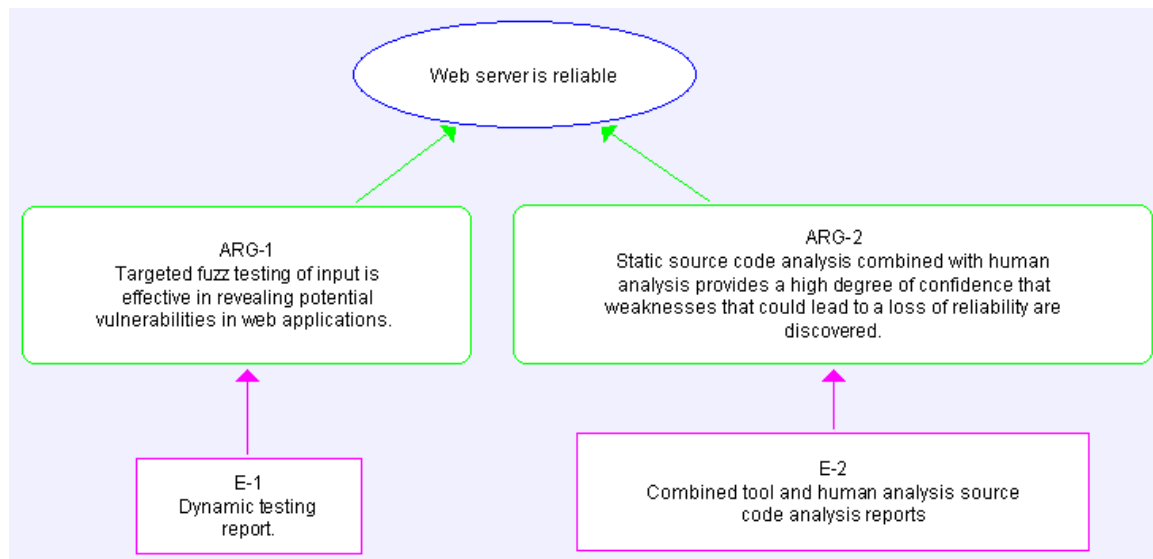 Web server is reliable
ARG-1
Targeted fuzz testing of input is
effective in revealing potential
vulnerabilities in web applications.
ARG-2
Static source code analysis combined with human
analysis provides a high degree of confidence that
weaknesses that could lead to a loss of reliability are
discovered.
E-1
Dynamic testing
report.
E-2
Combined tool and human analysis source
code analysis reports